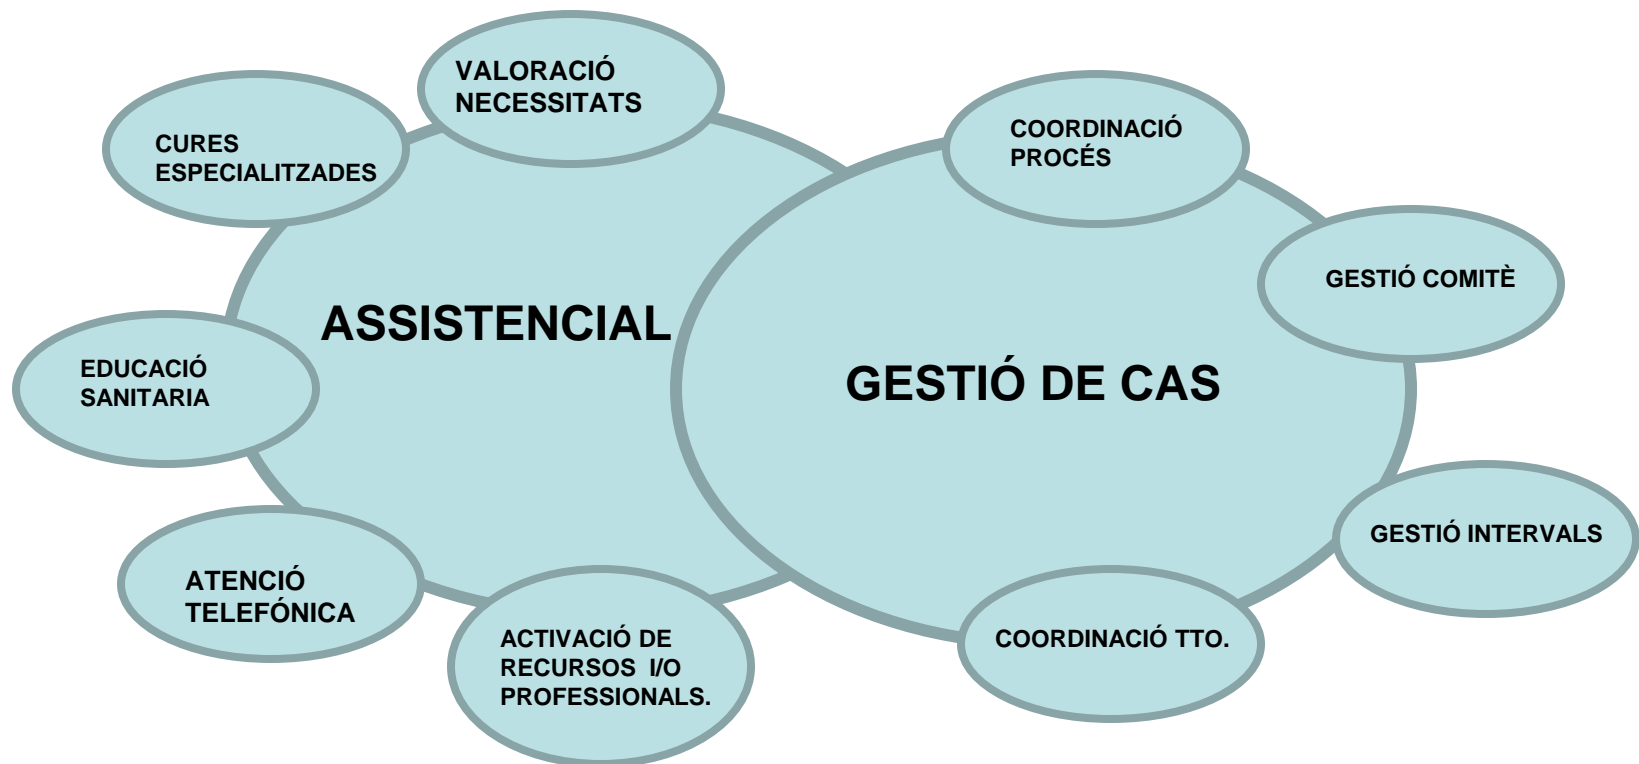 VALORACIÓ
NECESSITATS
CURES
ESPECIALITZADES
COORDINACIÓ
PROCÉS
GESTIÓ COMITÈ
ASSISTENCIAL
GESTIÓ DE CAS
EDUCACIÓ
SANITARIA
GESTIÓ INTERVALS
ATENCIÓ
TELEFÓNICA
ACTIVACIÓ DE
RECURSOS I/O
PROFESSIONALS.
COORDINACIÓ TTO.